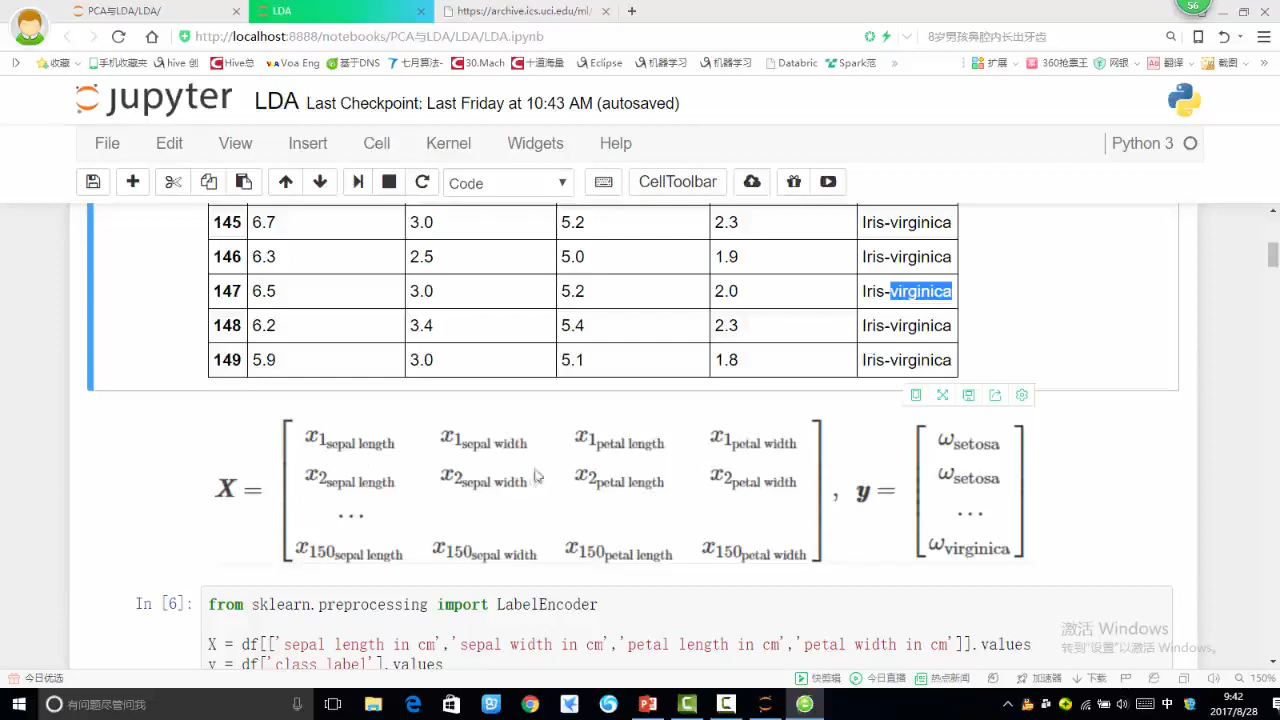 PCA与LDA/LDA/
LDA
https://archive.ics.uci.edu/ml/
56
http://localhost:8888/notebooks/PCA与LDA/LDA/LDA.ipynb
8岁男孩鼻腔内长出牙齿
收藏
手机收藏夹
hive 创
Hive总
Voa Eng
基于DNS
七月算法-
30.Mach
十道海量
Eclipse
机器学习
机器学习
Databric
Spark范
扩展
360抢票王
网银
翻译
截图
jupyter LDA Last Checkpoint: Last Friday at 10:43 AM (autosaved)
File Edit View Insert Cell Kernel Widgets Help Python 3
Code CellToolbar
145 6.7 3.0 5.2 2.3 Iris-virginica
146 6.3 2.5 5.0 1.9 Iris-virginica
147 6.5 3.0 5.2 2.0 Iris-virginica
148 6.2 3.4 5.4 2.3 Iris-virginica
149 5.9 3.0 5.1 1.8 Iris-virginica
x1sepal length x1sepal width x1petal length x1petal width ωsetosa
x2sepal length x2sepal width x2petal length x2petal width ωsetosa
X = , y =
... ...
x150sepal length x150sepal width x150petal length x150petal width ωvirginica
In [6]: from sklearn.preprocessing import LabelEncoder
X = df[['sepal length in cm','sepal width in cm','petal length in cm','petal width in cm']].values
y = df['class label'].values
激活 Windows
转到"设置"以激活 Windows。
今日优选
快剪辑
今日直播
热点新闻
加速器
下载
150%
有问题尽管问我
中
9:42
2017/8/28